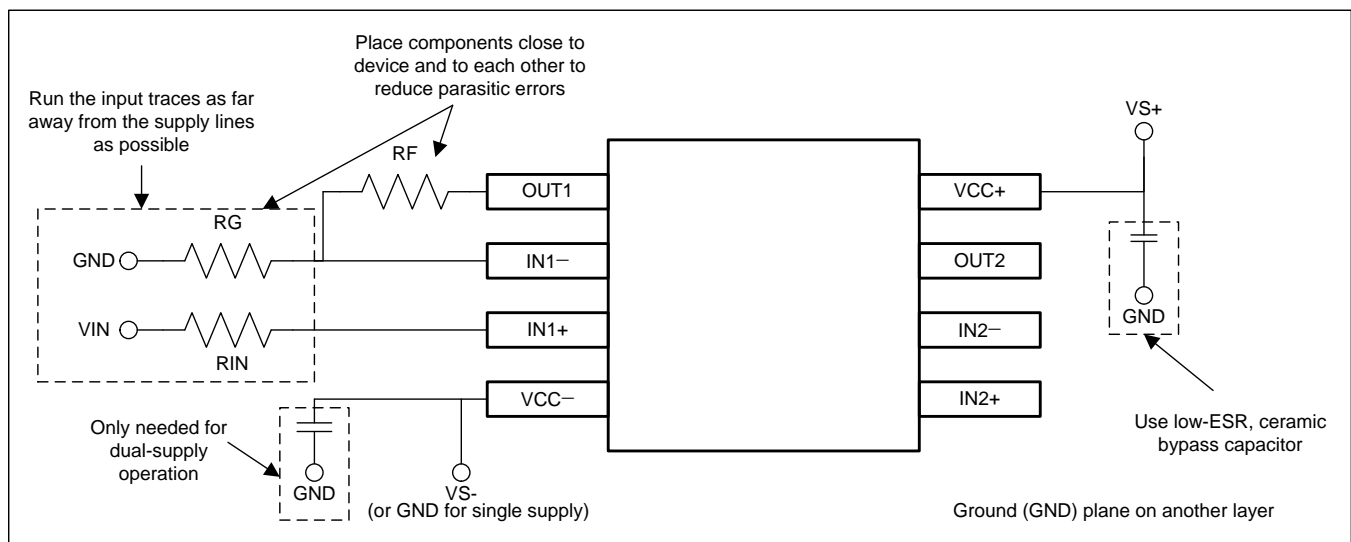 Place components close to
device and to each other to
reduce parasitic errors
Run the input traces as far
away from the supply lines
as possible
VS+
RF
OUT1
VCC+
RG
GND
IN1−
OUT2
VIN
IN1+
GND
IN2−
RIN
VCC−
IN2+
Only needed for
dual-supply
operation
Use low-ESR, ceramic
bypass capacitor
GND
VS-
(or GND for single supply)
Ground (GND) plane on another layer